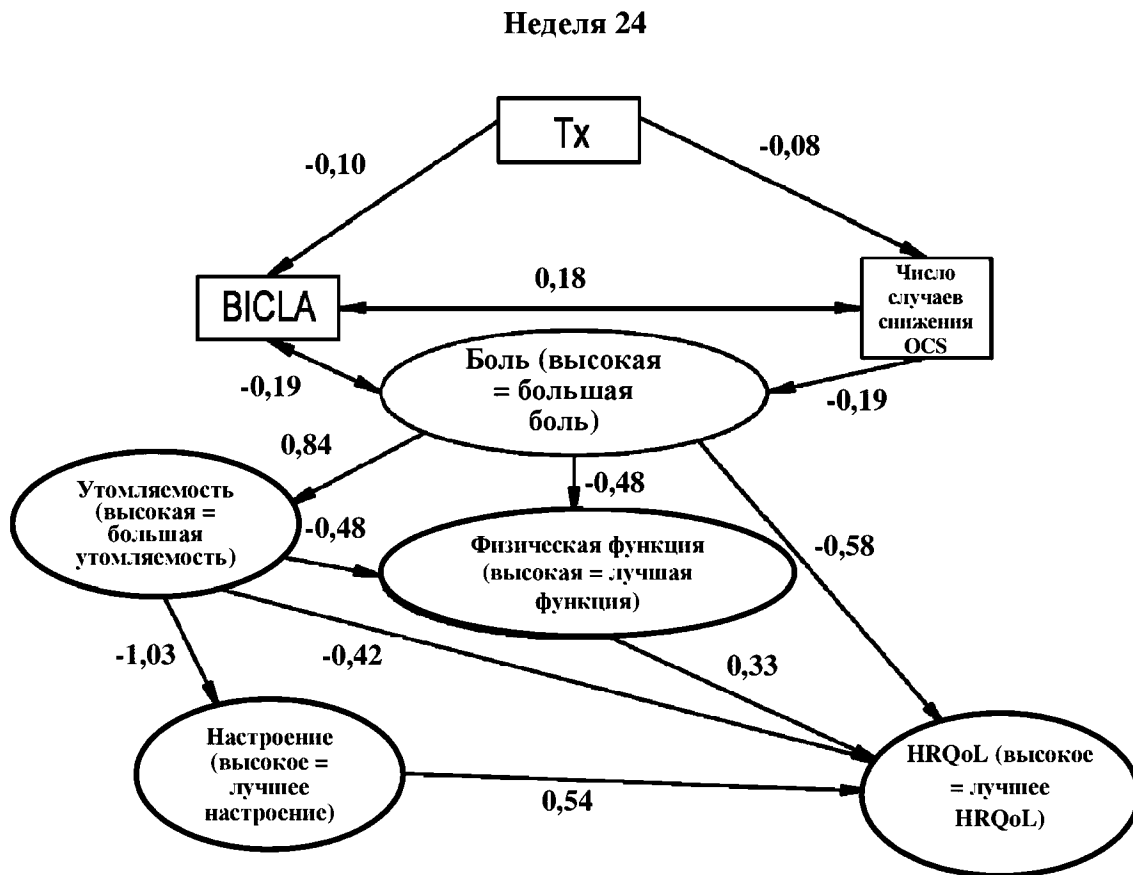 Неделя 24
Tx
-0,10
-0,08
BICLA
0,18
Число
случаев
снижения
OCS
Боль (высокая
= большая
боль)
-0,19
-0,19
0,84
-0,48
Утомляемость
(высокая =
большая
утомляемость)
-0,48
Физическая функция
(высокая = лучшая
функция)
-0,58
-1,03
-0,42
0,33
Настроение
(высокое =
лучшее
настроение)
0,54
HRQoL (высокое
= лучшее
HRQoL)